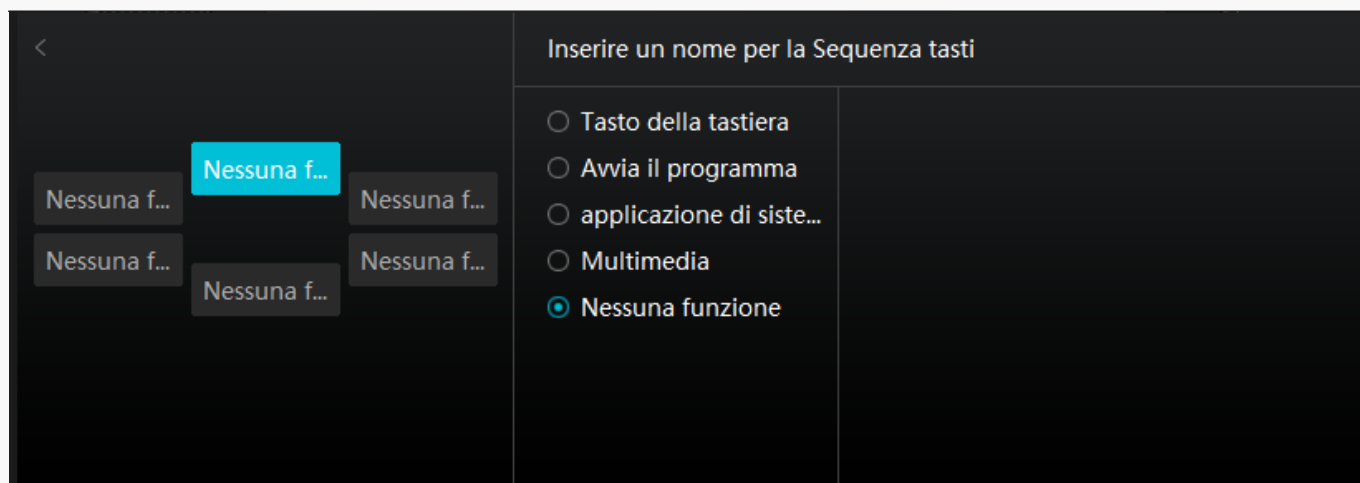 Inserire un nome per la Sequenza tasti
Nessuna f...
Nessuna f...
Nessuna f...
Nessuna f...
Nessuna f...
Nessuna f...
Tasto della tastiera
Avvia il programma
applicazione di siste...
Multimedia
Nessuna funzione